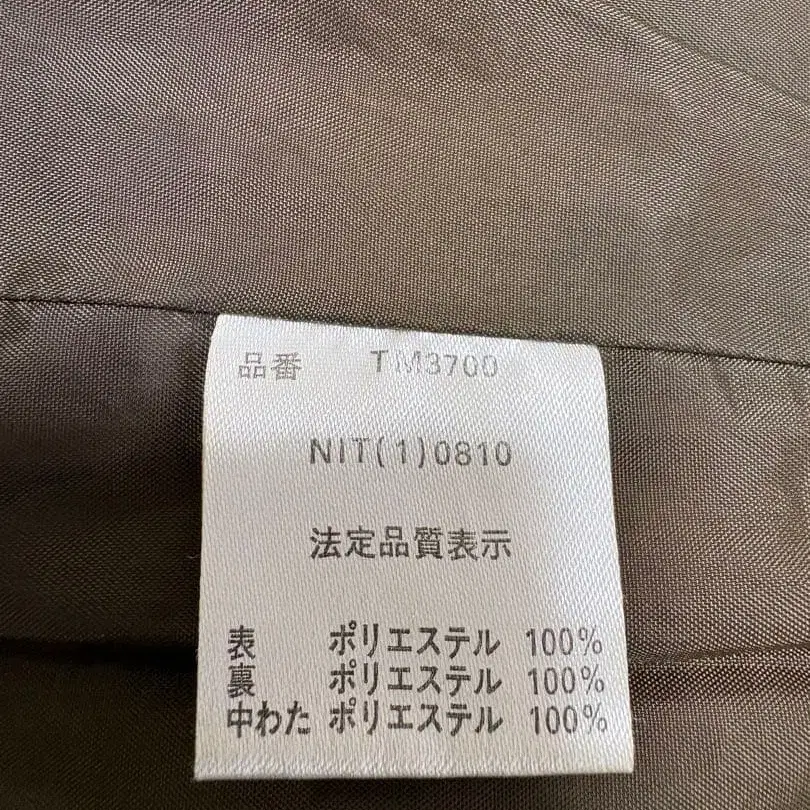 品番 TM3700
NIT(1)0810
法定品質表示
表 ポリエステル 100%
裏 ポリエステル 100%
中わた ポリエステル 100%